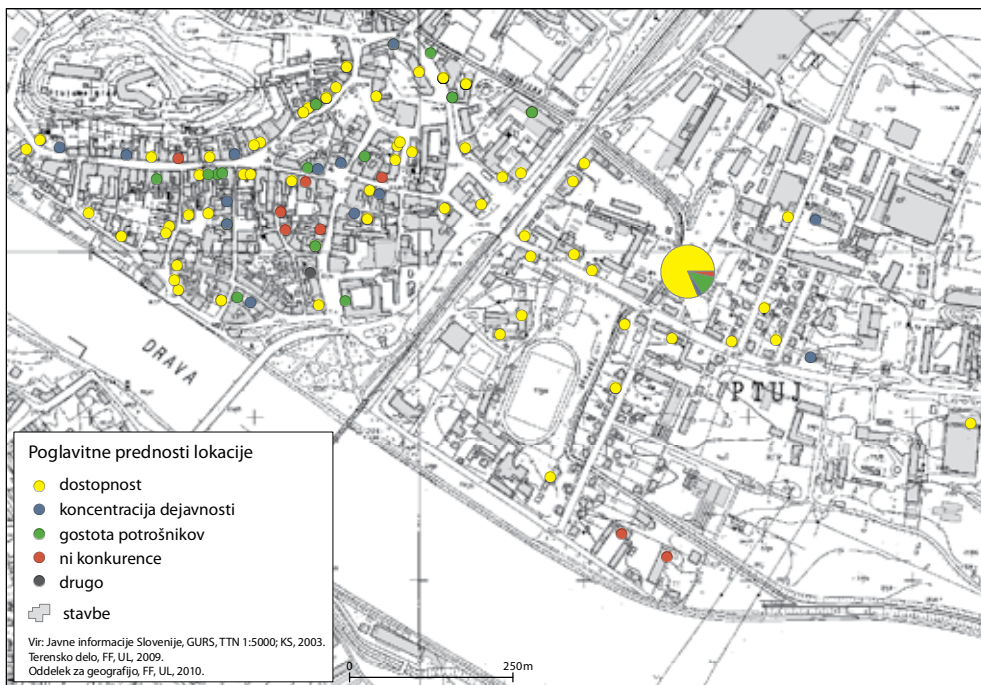 DRAVA
PTUJ
Poglavitne prednosti lokacije
dostopnost
koncentracija dejavnosti
gostota potrošnikov
ni konkurence
drugo
stavbe
Vir: Javne informacije Slovenije, GURS, TTN 1:5000; KS, 2003.
Terensko delo, FF, UL, 2009.
Oddelek za geografijo, FF, UL, 2010.
0 250m